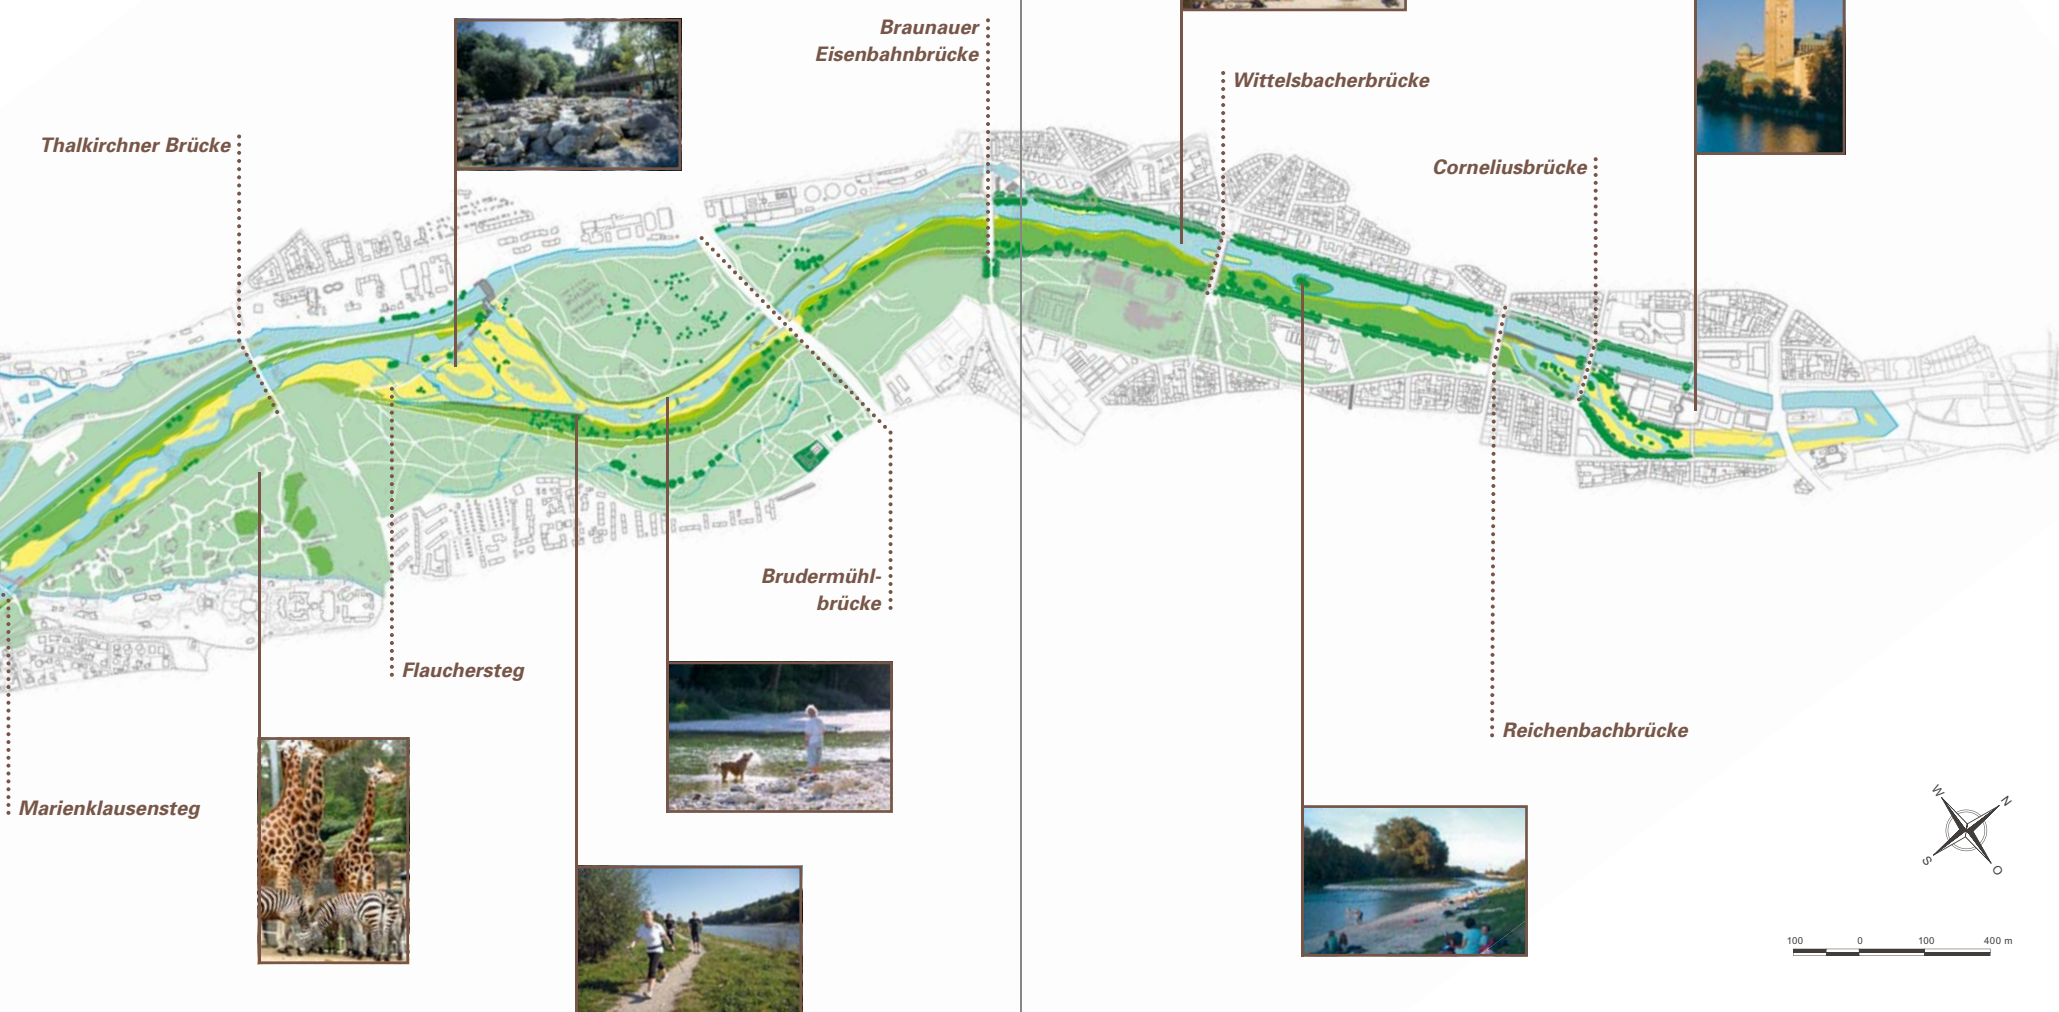 Braunauer
Eisenbahnbrücke
Wittelsbacherbrücke
Thalkirchner Brücke
Corneliusbrücke
Brudermühl-
brücke
Flauchersteg
Reichenbachbrücke
Marienklausensteg
W
N
S
O
100 0 100 400 m